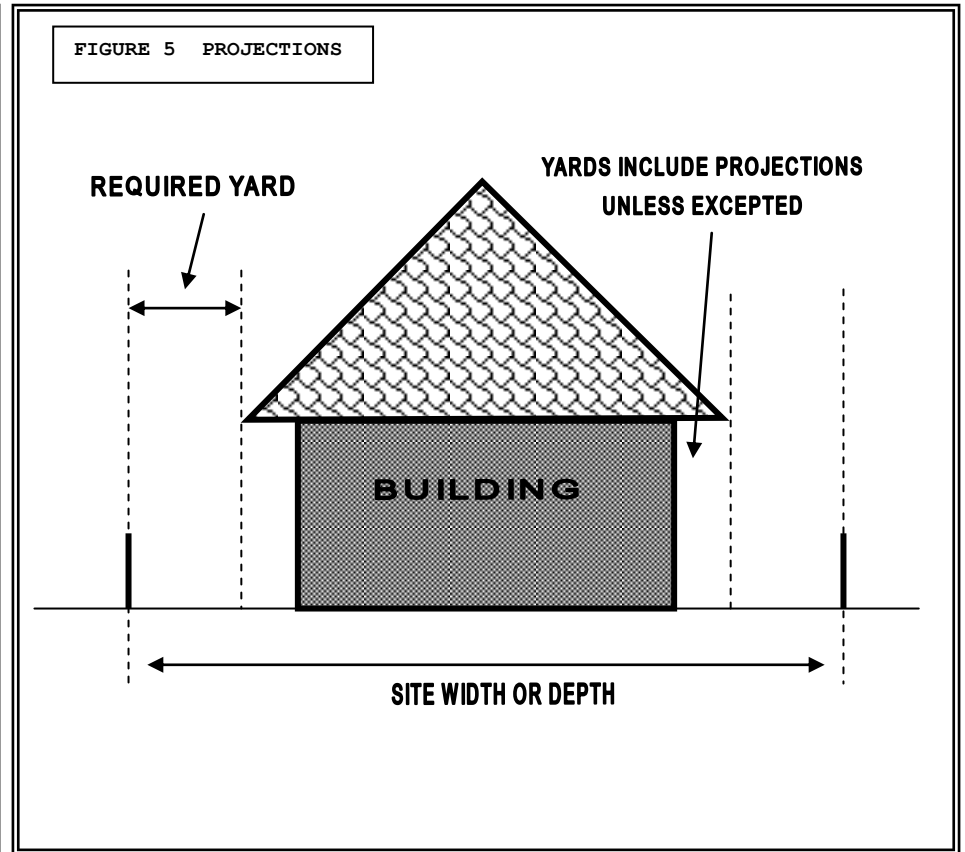 FIGURE 5 PROJECTIONS
YARDS INCLUDE PROJECTIONS
UNLESS EXCEPTED
REQUIRED YARD
BUILDING
SITE WIDTH OR DEPTH